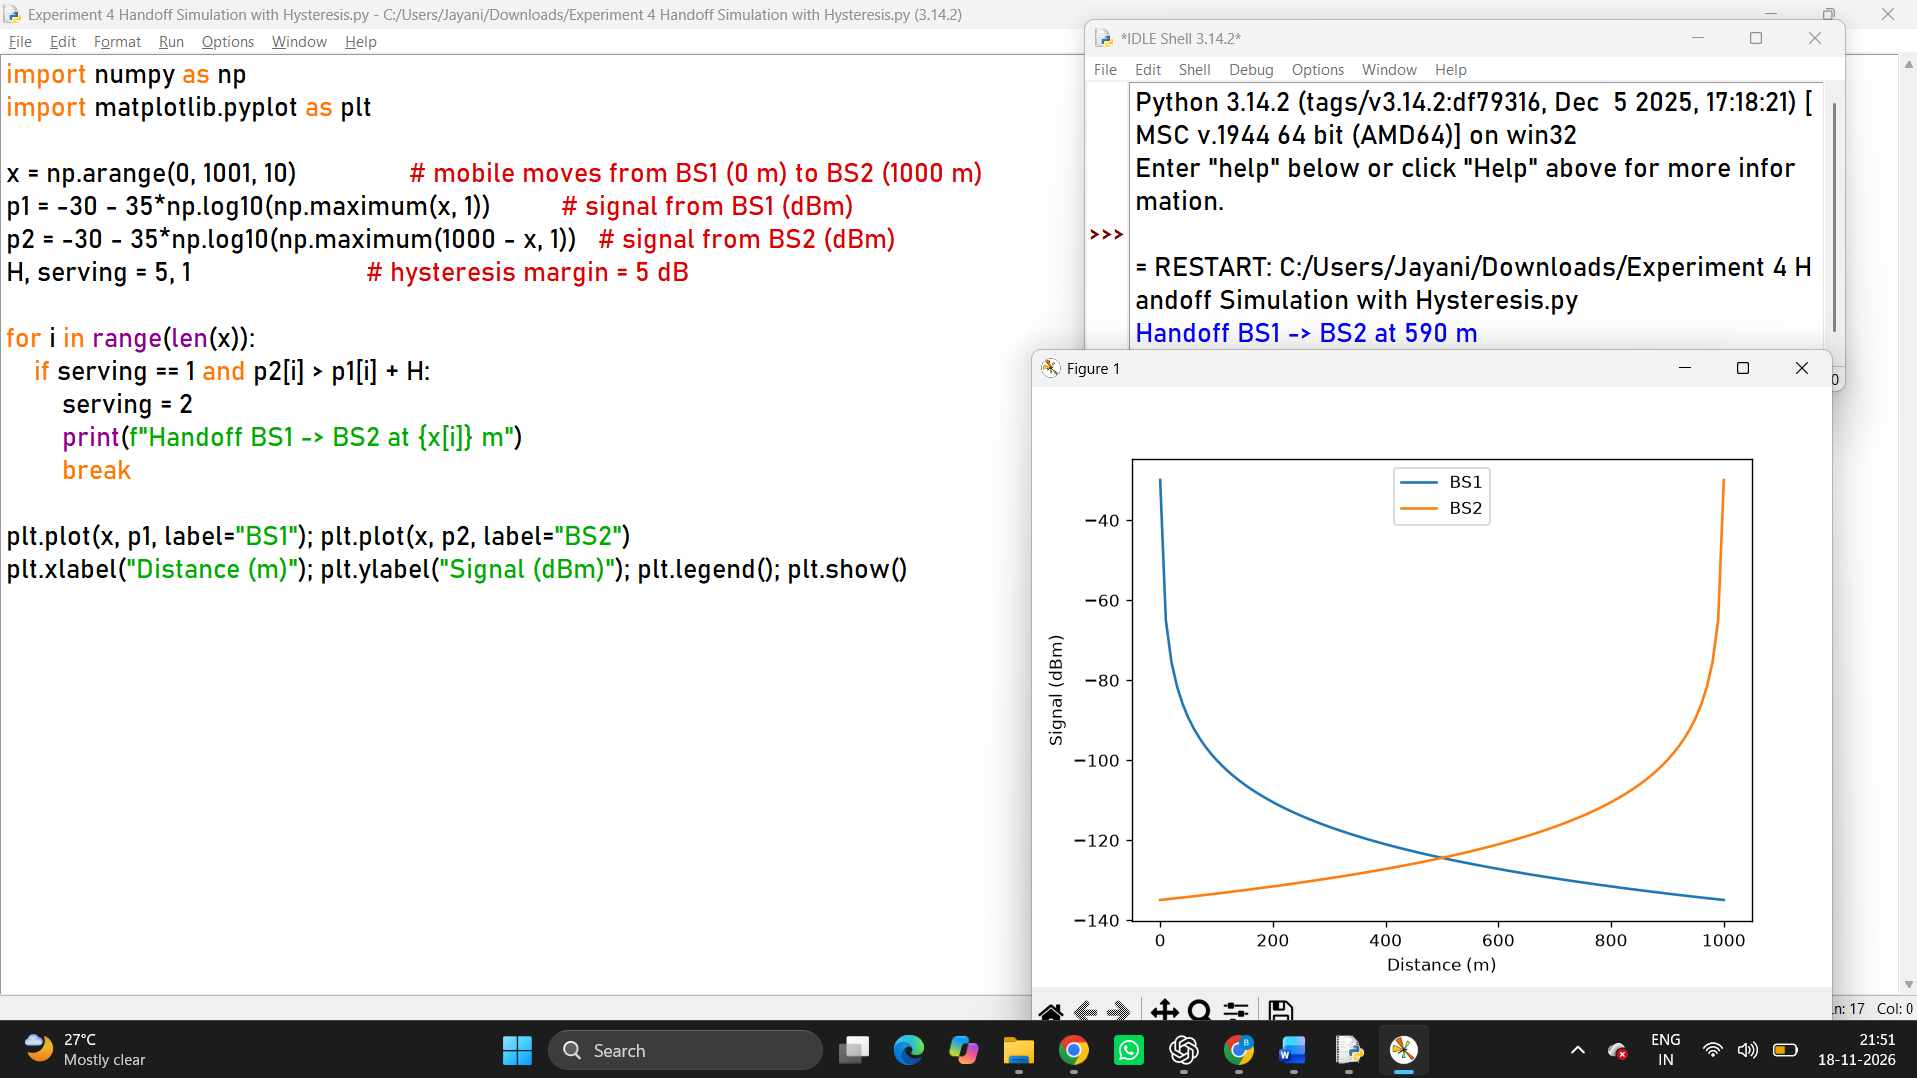 Experiment 4 Handoff Simulation with Hysteresis.py - C:/Users/Jayani/Downloads/Experiment 4 Handoff Simulation with Hysteresis.py (3.14.2)
File Edit Format Run Options Window Help
import numpy as np
import matplotlib.pyplot as plt
x = np.arange(0, 1001, 10) # mobile moves from BS1 (0 m) to BS2 (1000 m)
p1 = -30 - 35*np.log10(np.maximum(x, 1)) # signal from BS1 (dBm)
p2 = -30 - 35*np.log10(np.maximum(1000 - x, 1)) # signal from BS2 (dBm)
H, serving = 5, 1 # hysteresis margin = 5 dB
for i in range(len(x)):
if serving == 1 and p2[i] > p1[i] + H:
serving = 2
print(f"Handoff BS1 -> BS2 at {x[i]} m")
break
plt.plot(x, p1, label="BS1"); plt.plot(x, p2, label="BS2")
plt.xlabel("Distance (m)"); plt.ylabel("Signal (dBm)"); plt.legend(); plt.show()
*IDLE Shell 3.14.2*
File Edit Shell Debug Options Window Help
Python 3.14.2 (tags/v3.14.2:df79316, Dec 5 2025, 17:18:21) [
MSC v.1944 64 bit (AMD64)] on win32
Enter "help" below or click "Help" above for more infor
mation.
>>>
= RESTART: C:/Users/Jayani/Downloads/Experiment 4 H
andoff Simulation with Hysteresis.py
Handoff BS1 -> BS2 at 590 m
0
Figure 1
BS1
BS2
−40
−60
−80
−100
−120
−140
Signal (dBm)
0 200 400 600 800 1000
Distance (m)
n: 17 Col: 0
27°C
Mostly clear
Search
ENG
IN
21:51
18-11-2026